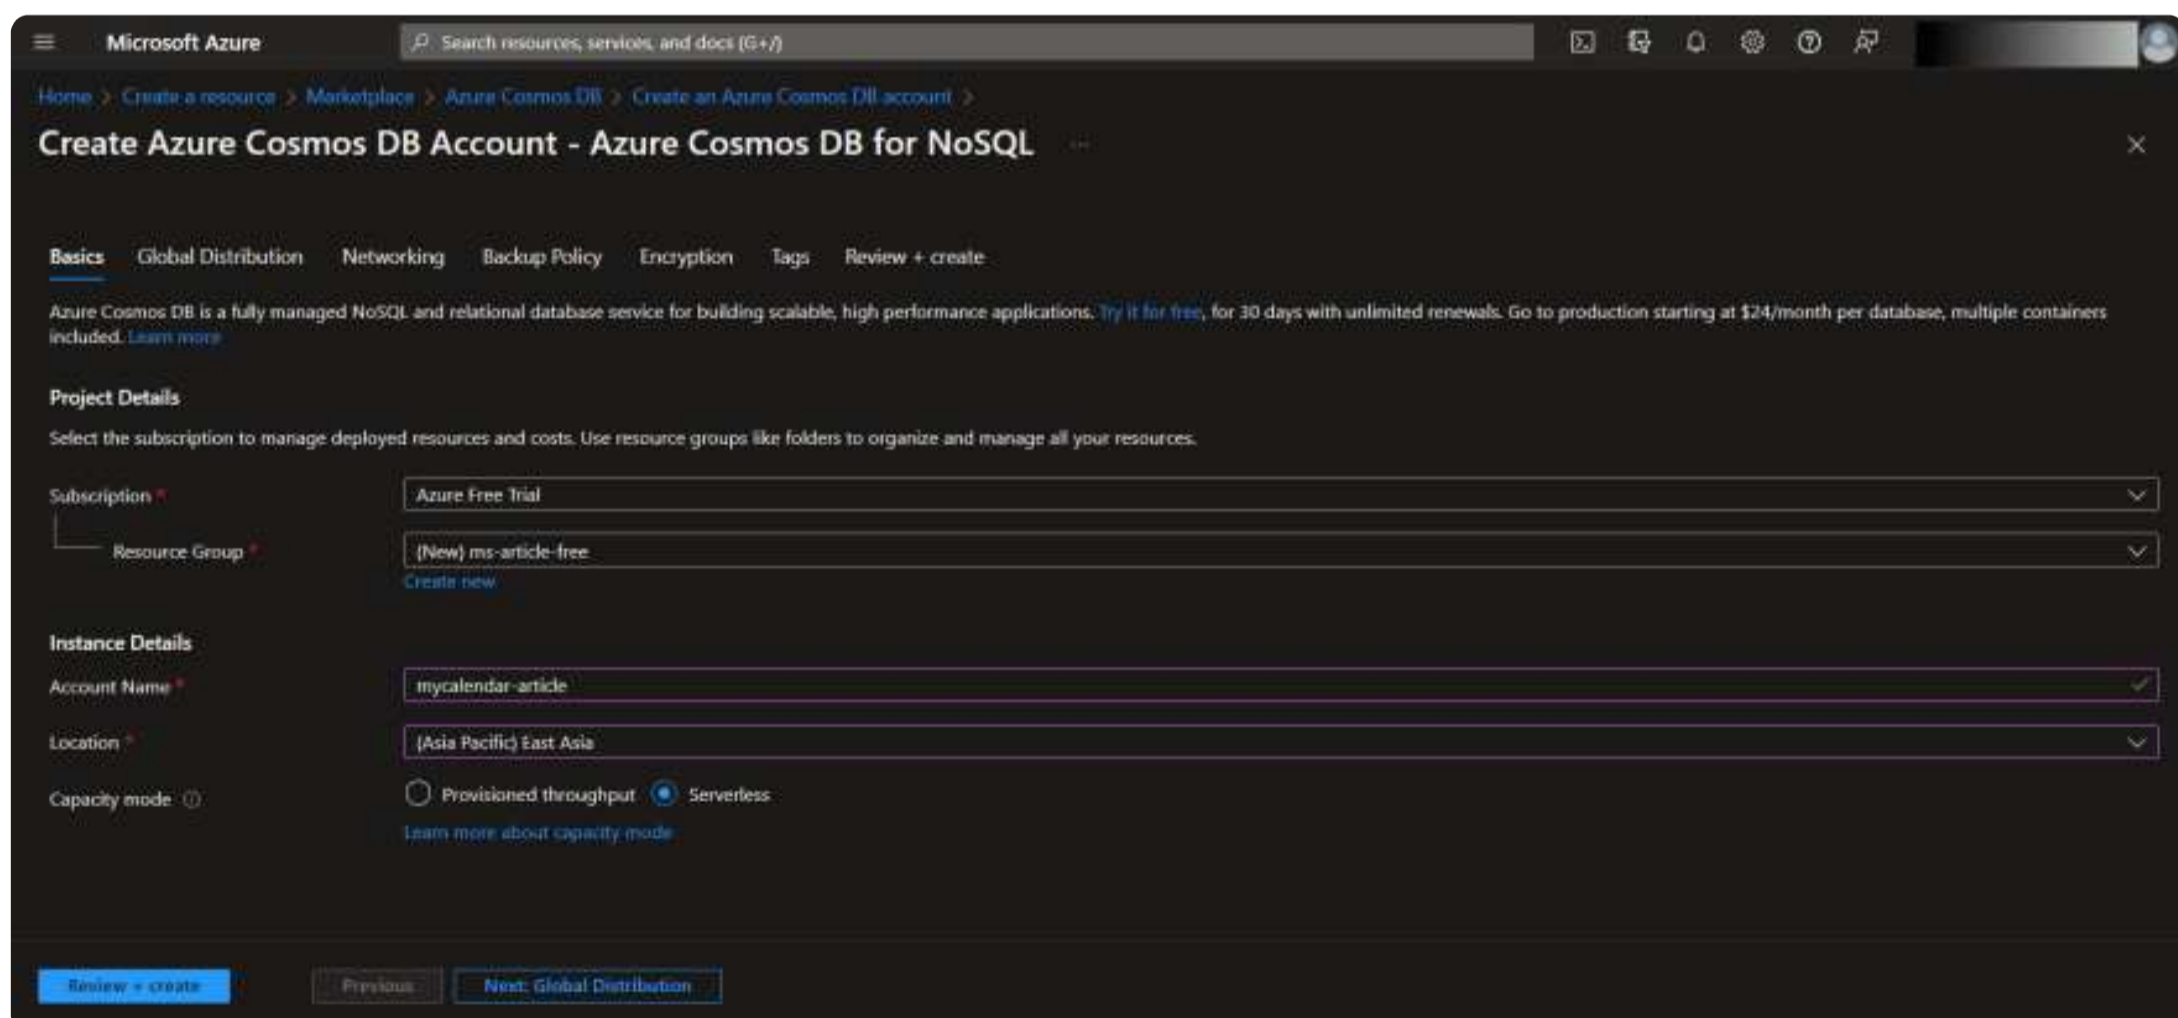 Microsoft Azure
Search resources, services, and docs (G+/)
Home > Create a resource > Marketplace > Azure Cosmos DB > Create an Azure Cosmos DB account >
Create Azure Cosmos DB Account - Azure Cosmos DB for NoSQL ...
Basics Global Distribution Networking Backup Policy Encryption Tags Review + create
Azure Cosmos DB is a fully managed NoSQL and relational database service for building scalable, high performance applications. Try it for free, for 30 days with unlimited renewals. Go to production starting at $24/month per database, multiple containers
included. Learn more
Project Details
Select the subscription to manage deployed resources and costs. Use resource groups like folders to organize and manage all your resources.
Subscription * Azure Free Trial
Resource Group * (New) ms-article-free
Create new
Instance Details
Account Name * mycalendar-article
Location * (Asia Pacific) East Asia
Capacity mode Provisioned throughput Serverless
Learn more about capacity mode
Review + create Previous Next: Global Distribution